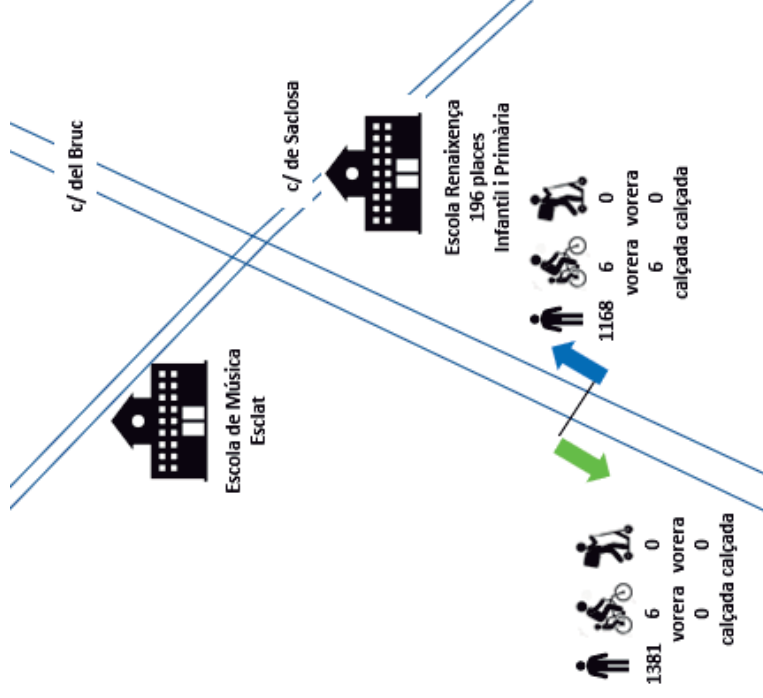 c/ del Bruc
c/ de Saclosa
Escola de Música
Esclat
Escola Renaixença
196 places
Infantil i Primària
1168
6
0
vorera vorera
6
0
calçada calçada
1381
6
0
vorera vorera
0
0
calçada calçada